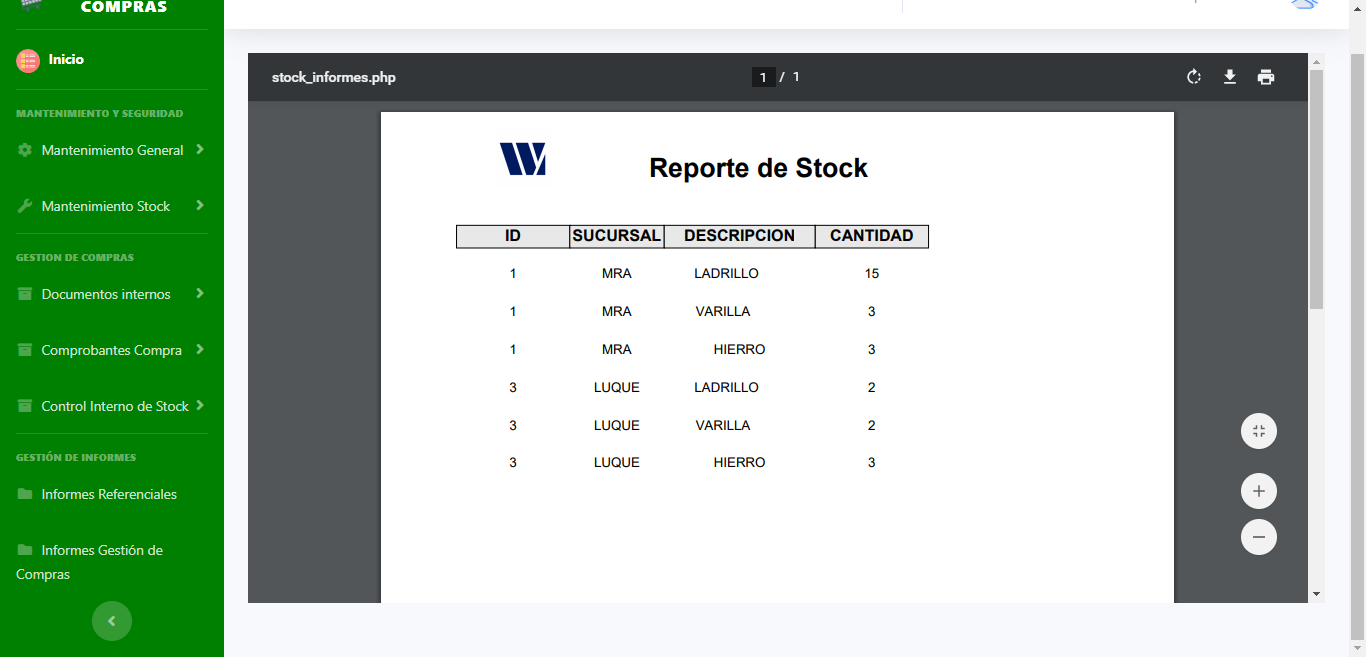 COMPRAS
Inicio
MANTENIMIENTO Y SEGURIDAD
Mantenimiento General
Mantenimiento Stock
GESTION DE COMPRAS
Documentos internos
Comprobantes Compra
Control Interno de Stock
GESTIÓN DE INFORMES
Informes Referenciales
Informes Gestión de
Compras
stock_informes.php 1 / 1
Reporte de Stock
ID SUCURSAL DESCRIPCION CANTIDAD
1 MRA LADRILLO 15
1 MRA VARILLA 3
1 MRA HIERRO 3
3 LUQUE LADRILLO 2
3 LUQUE VARILLA 2
3 LUQUE HIERRO 3